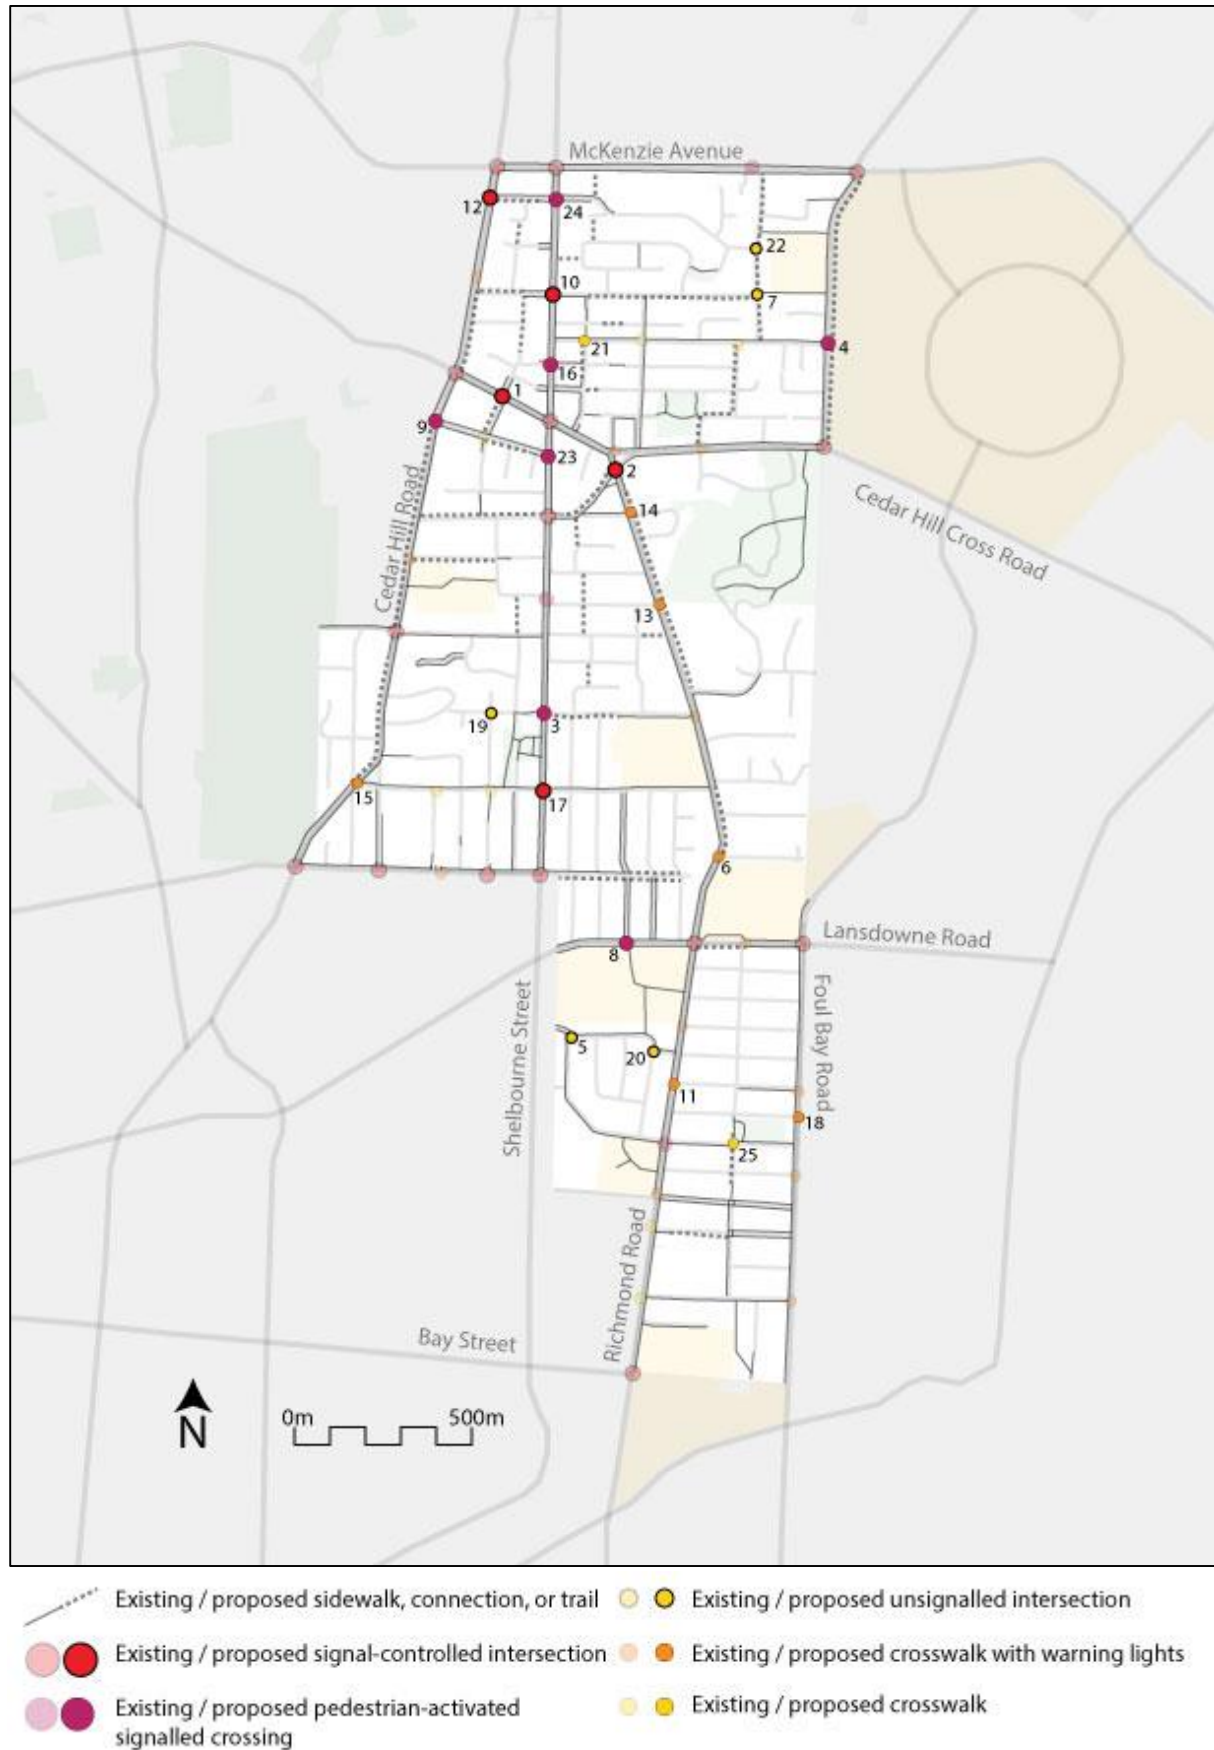 McKenzie Avenue
12
24
22
10
7
21
4
16
1
9
23
2
14
Cedar Hill Road
Cedar Hill Cross Road
13
19
3
15
17
6
Lansdowne Road
8
Shelbourne Street
Foul Bay Road
5
20
11
18
25
Richmond Road
Bay Street
N
0m 500m
Existing / proposed sidewalk, connection, or trail
Existing / proposed unsignalled intersection
Existing / proposed signal-controlled intersection
Existing / proposed crosswalk with warning lights
Existing / proposed pedestrian-activated
signalled crossing
Existing / proposed crosswalk